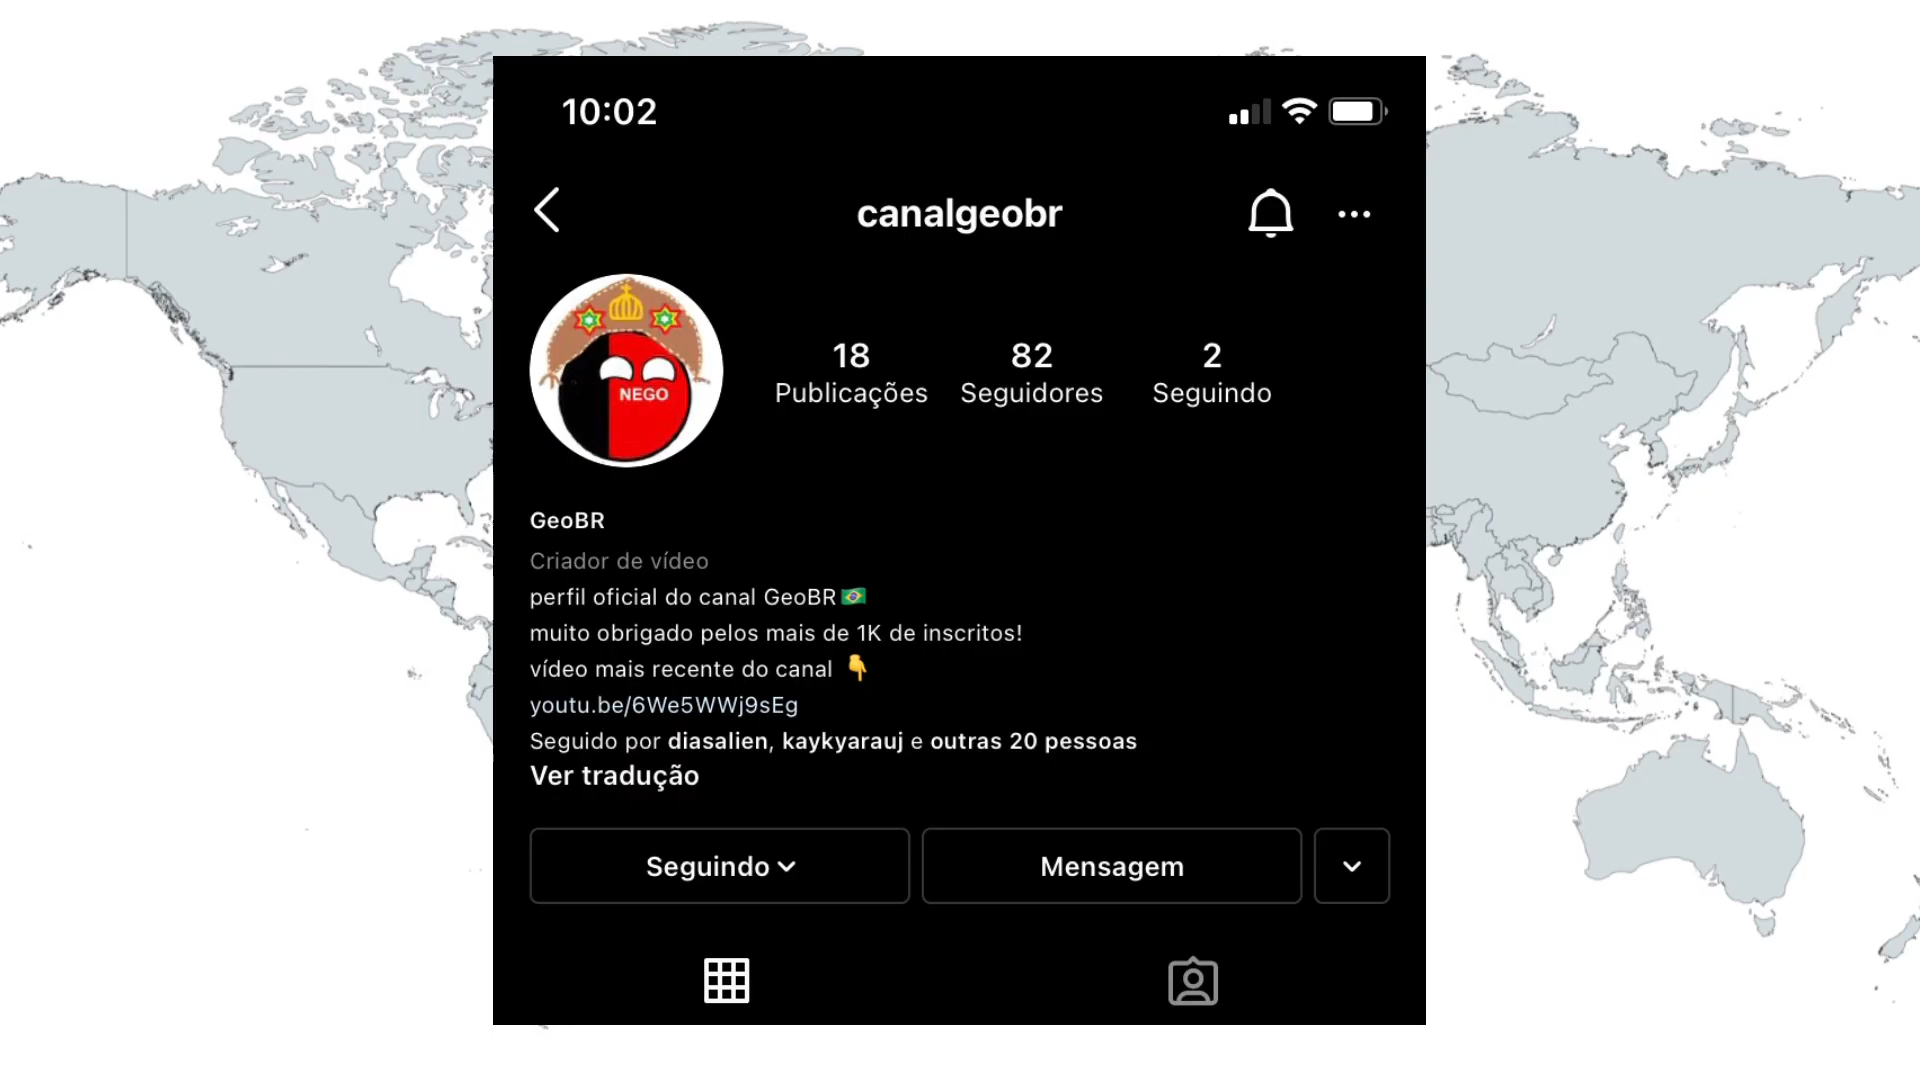 10:02
canalgeobr
NEGO
18 82 2
Publicações Seguidores Seguindo
GeoBR
Criador de vídeo
perfil oficial do canal GeoBR🇧🇷
muito obrigado pelos mais de 1K de inscritos!
vídeo mais recente do canal 👇
youtu.be/6We5WWj9sEg
Seguido por diasalien, kaykyarauj e outras 20 pessoas
Ver tradução
Seguindo Mensagem